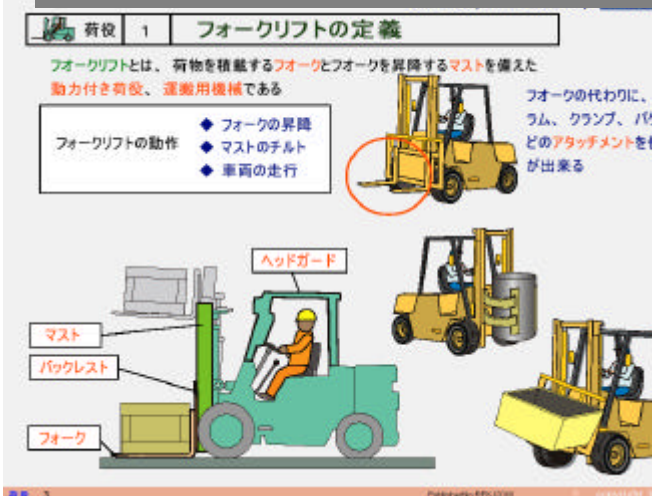 荷役 1 フォークリフトの定義
フオークリフトとは、荷物を積載するフオークとフオークを昇降するマストを備えた
動力付き荷役、運搬用機械である
フォークリフトの動作
◆ フォークの昇降
◆ マストのチルト
◆ 車両の走行
フオークの代わりに、
ラム、クランプ、バケ
どのアタッチメントを
が出来る
ヘッドガード
マスト
バックレスト
フオーク